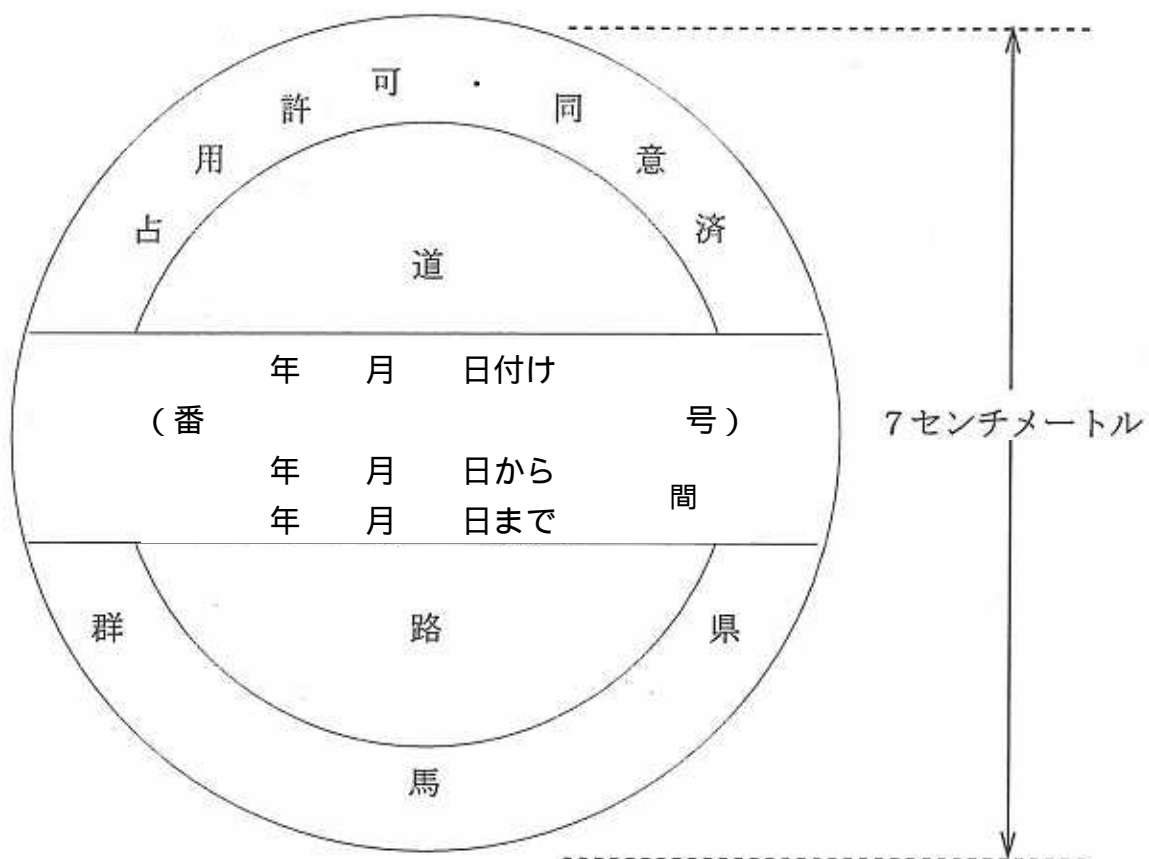 占用許可・同意済
道
年 月 日付け
(番 号)
年 月 日から
年 月 日まで
間
路
群馬県
7センチメートル